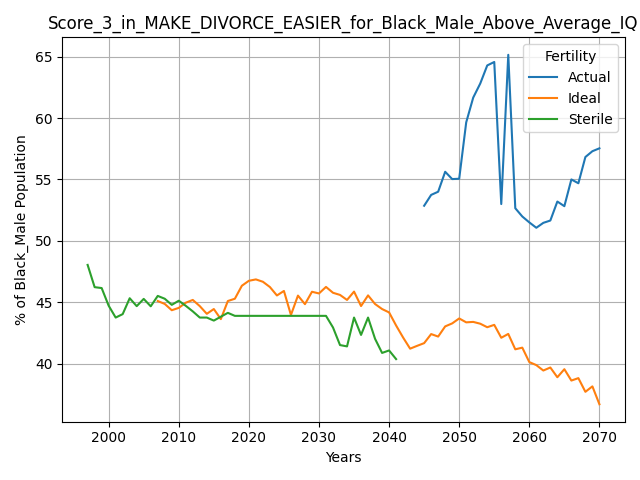 Score_3_in_MAKE_DIVORCE_EASIER_for_Black_Male_Above_Average_IQ
% of Black_Male Population
65
60
55
50
45
40
Fertility
Actual
Ideal
Sterile
2000 2010 2020 2030 2040 2050 2060 2070
Years